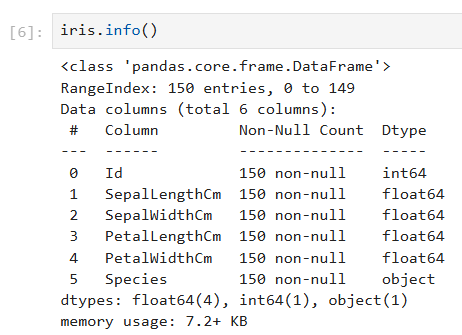 [6]: iris.info()
<class 'pandas.core.frame.DataFrame'>
RangeIndex: 150 entries, 0 to 149
Data columns (total 6 columns):
 #   Column         Non-Null Count  Dtype
---  ------         --------------  -----
 0   Id             150 non-null    int64
 1   SepalLengthCm  150 non-null    float64
 2   SepalWidthCm   150 non-null    float64
 3   PetalLengthCm  150 non-null    float64
 4   PetalWidthCm   150 non-null    float64
 5   Species        150 non-null    object
dtypes: float64(4), int64(1), object(1)
memory usage: 7.2+ KB